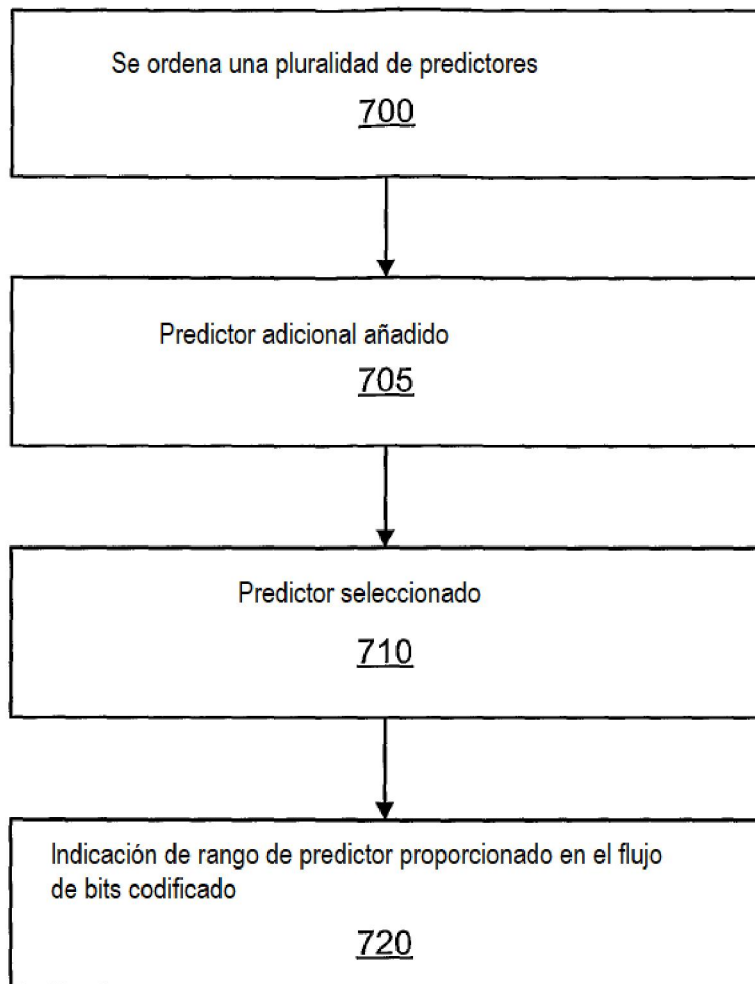 Se ordena una pluralidad de predictores
700
Predictor adicional añadido
705
Predictor seleccionado
710
Indicación de rango de predictor proporcionado en el flujo
de bits codificado
720